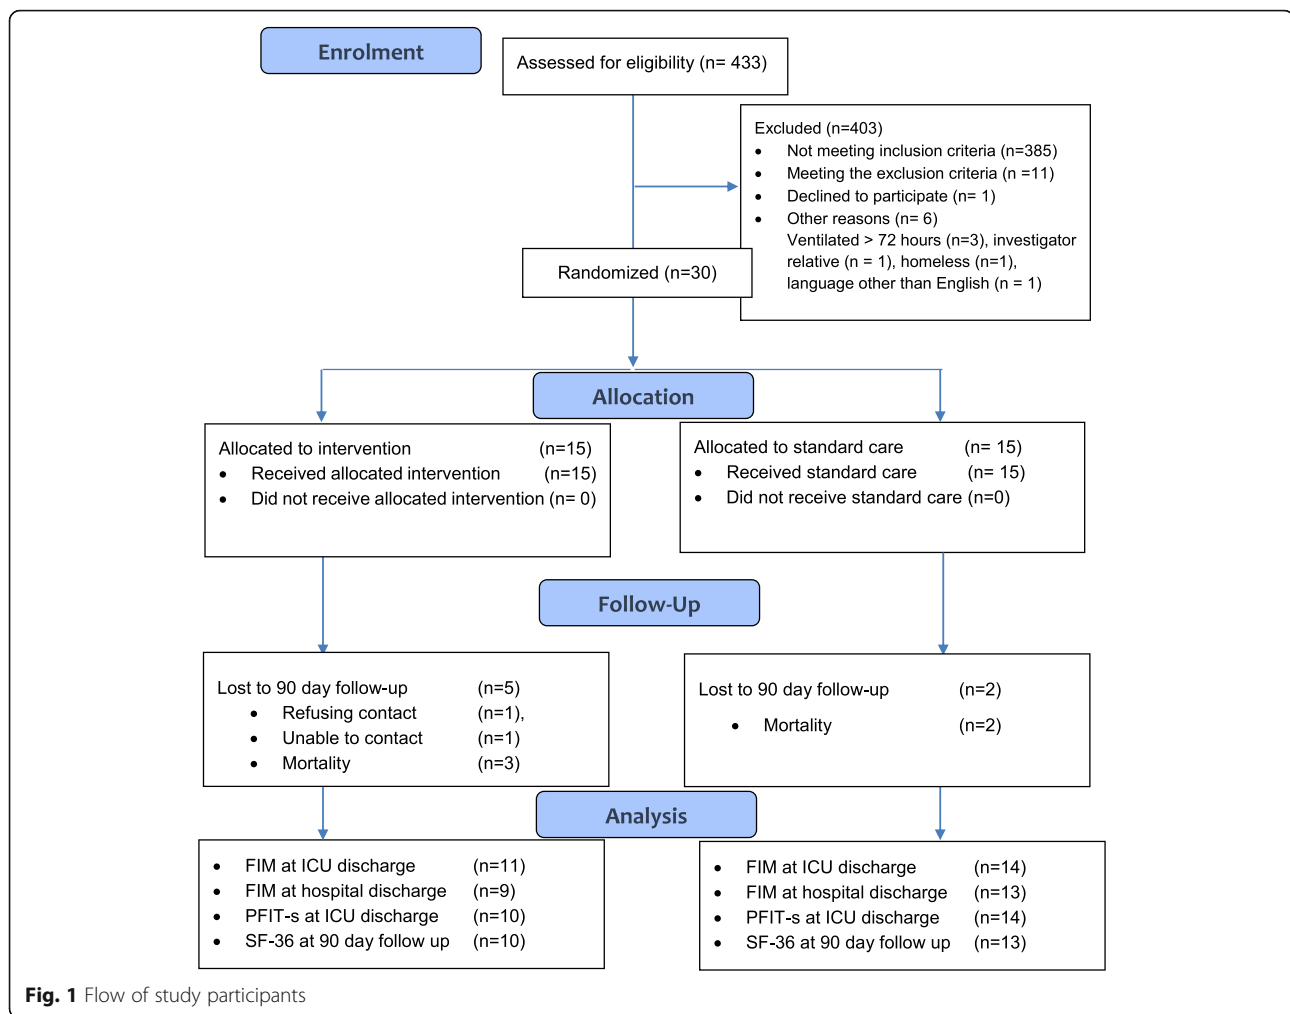 Enrolment
Assessed for eligibility (n= 433)
Excluded (n=403)
• Not meeting inclusion criteria (n=385)
• Meeting the exclusion criteria (n =11)
• Declined to participate (n= 1)
• Other reasons (n= 6)
Ventilated > 72 hours (n=3), investigator
relative (n = 1), homeless (n=1),
language other than English (n = 1)
Randomized (n=30)
Allocation
Allocated to intervention (n=15)
• Received allocated intervention (n=15)
• Did not receive allocated intervention (n= 0)
Allocated to standard care (n= 15)
• Received standard care (n= 15)
• Did not receive standard care (n=0)
Follow-Up
Lost to 90 day follow-up (n=5)
• Refusing contact (n=1),
• Unable to contact (n=1)
• Mortality (n=3)
Lost to 90 day follow-up (n=2)
• Mortality (n=2)
Analysis
• FIM at ICU discharge (n=11)
• FIM at hospital discharge (n=9)
• PFIT-s at ICU discharge (n=10)
• SF-36 at 90 day follow up (n=10)
• FIM at ICU discharge (n=14)
• FIM at hospital discharge (n=13)
• PFIT-s at ICU discharge (n=14)
• SF-36 at 90 day follow up (n=13)
Fig. 1 Flow of study participants